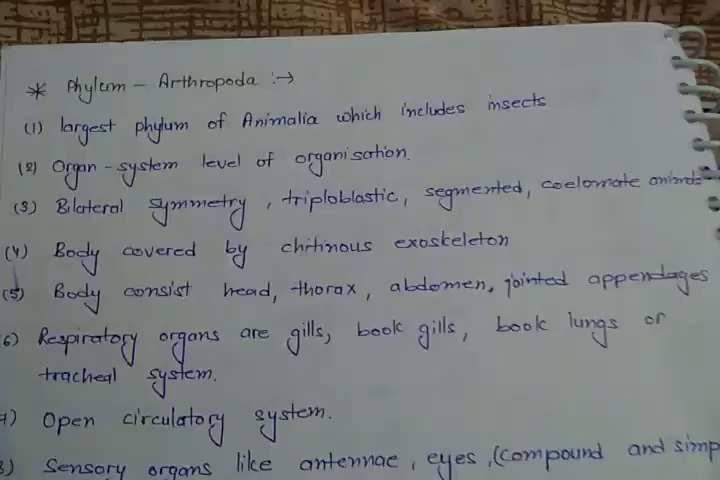 * Phylum - Arthropoda :→
(1) largest phylum of Animalia which includes insects
(2) Organ-system level of organisation.
(3) Bilateral symmetry, triploblastic, segmented, coelomate animals
(4) Body covered by chitinous exoskeleton
(5) Body consist head, thorax, abdomen, jointed appendages
6) Respiratory organs are gills, book gills, book lungs or
tracheal system.
7) Open circulatory system.
8) Sensory organs like antennae, eyes, (compound and simp